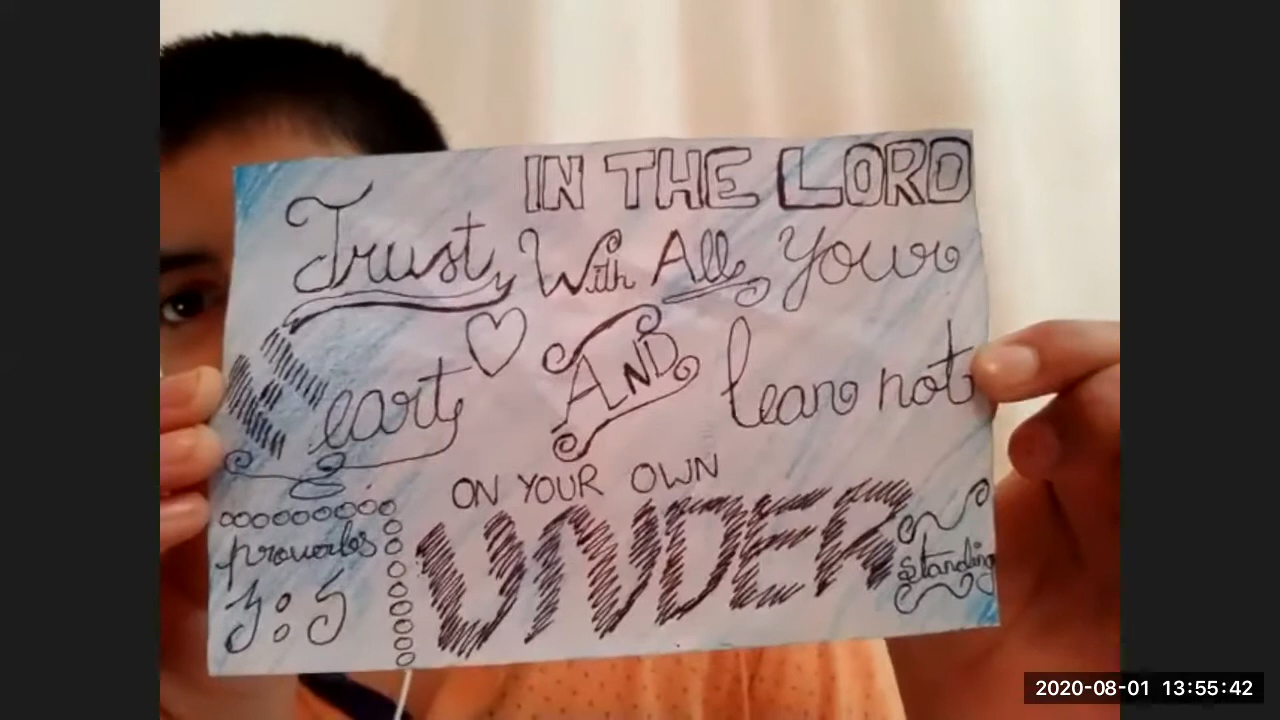 IN THE LORD
Trust With All Your
Heart AND lean not
ON YOUR OWN
UNDER standing
proverbs
3:5
2020-08-01 13:55:42